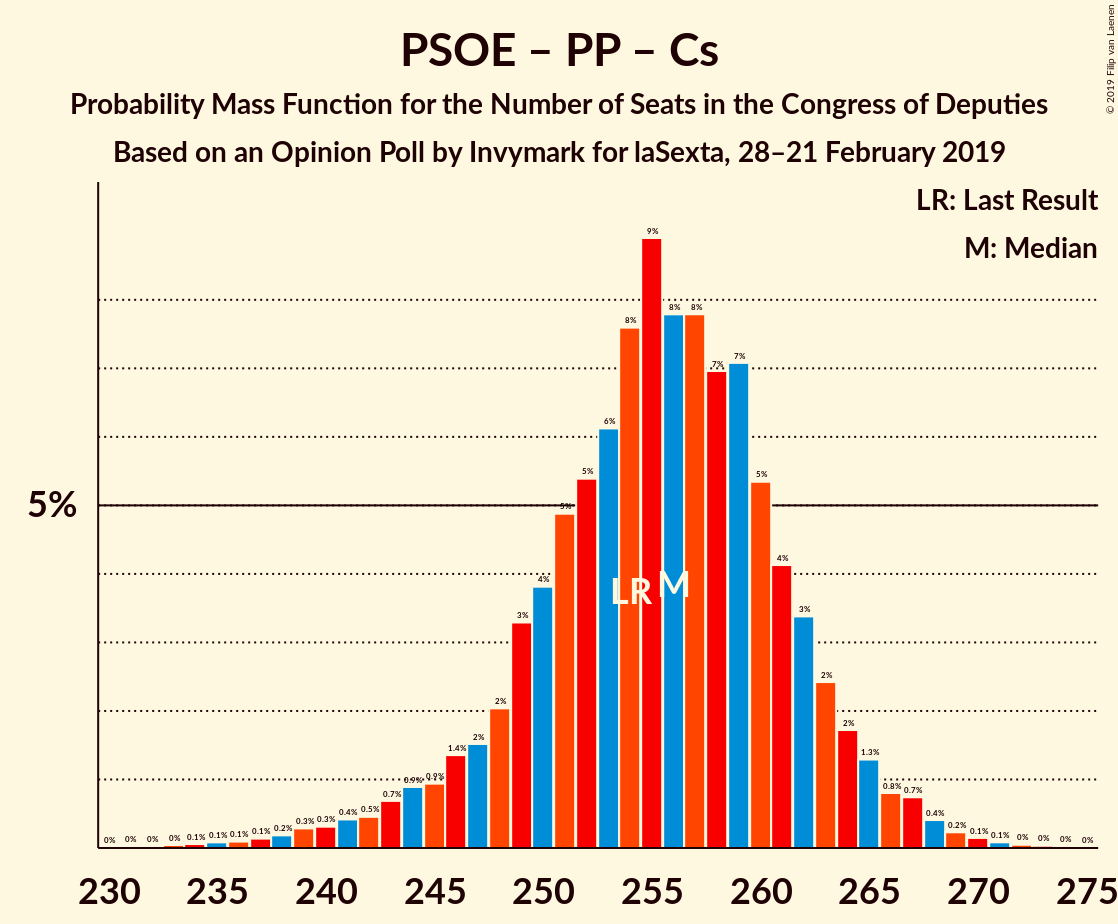 PSOE – PP – Cs
Probability Mass Function for the Number of Seats in the Congress of Deputies
Based on an Opinion Poll by Invymark for laSexta, 28–21 February 2019
© 2019 Filip van Laenen
LR: Last Result
M: Median
5%
0% 0% 0% 0% 0.1% 0.1% 0.1% 0.1% 0.2% 0.3% 0.3% 0.4% 0.5% 0.7% 0.9% 0.9% 1.4% 2% 2% 3% 4% 5% 5% 6% 8% 9% 8% 8% 7% 7% 5% 4% 3% 2% 2% 1.3% 0.8% 0.7% 0.4% 0.2% 0.1% 0.1% 0% 0% 0% 0%
LR M
230 235 240 245 250 255 260 265 270 275